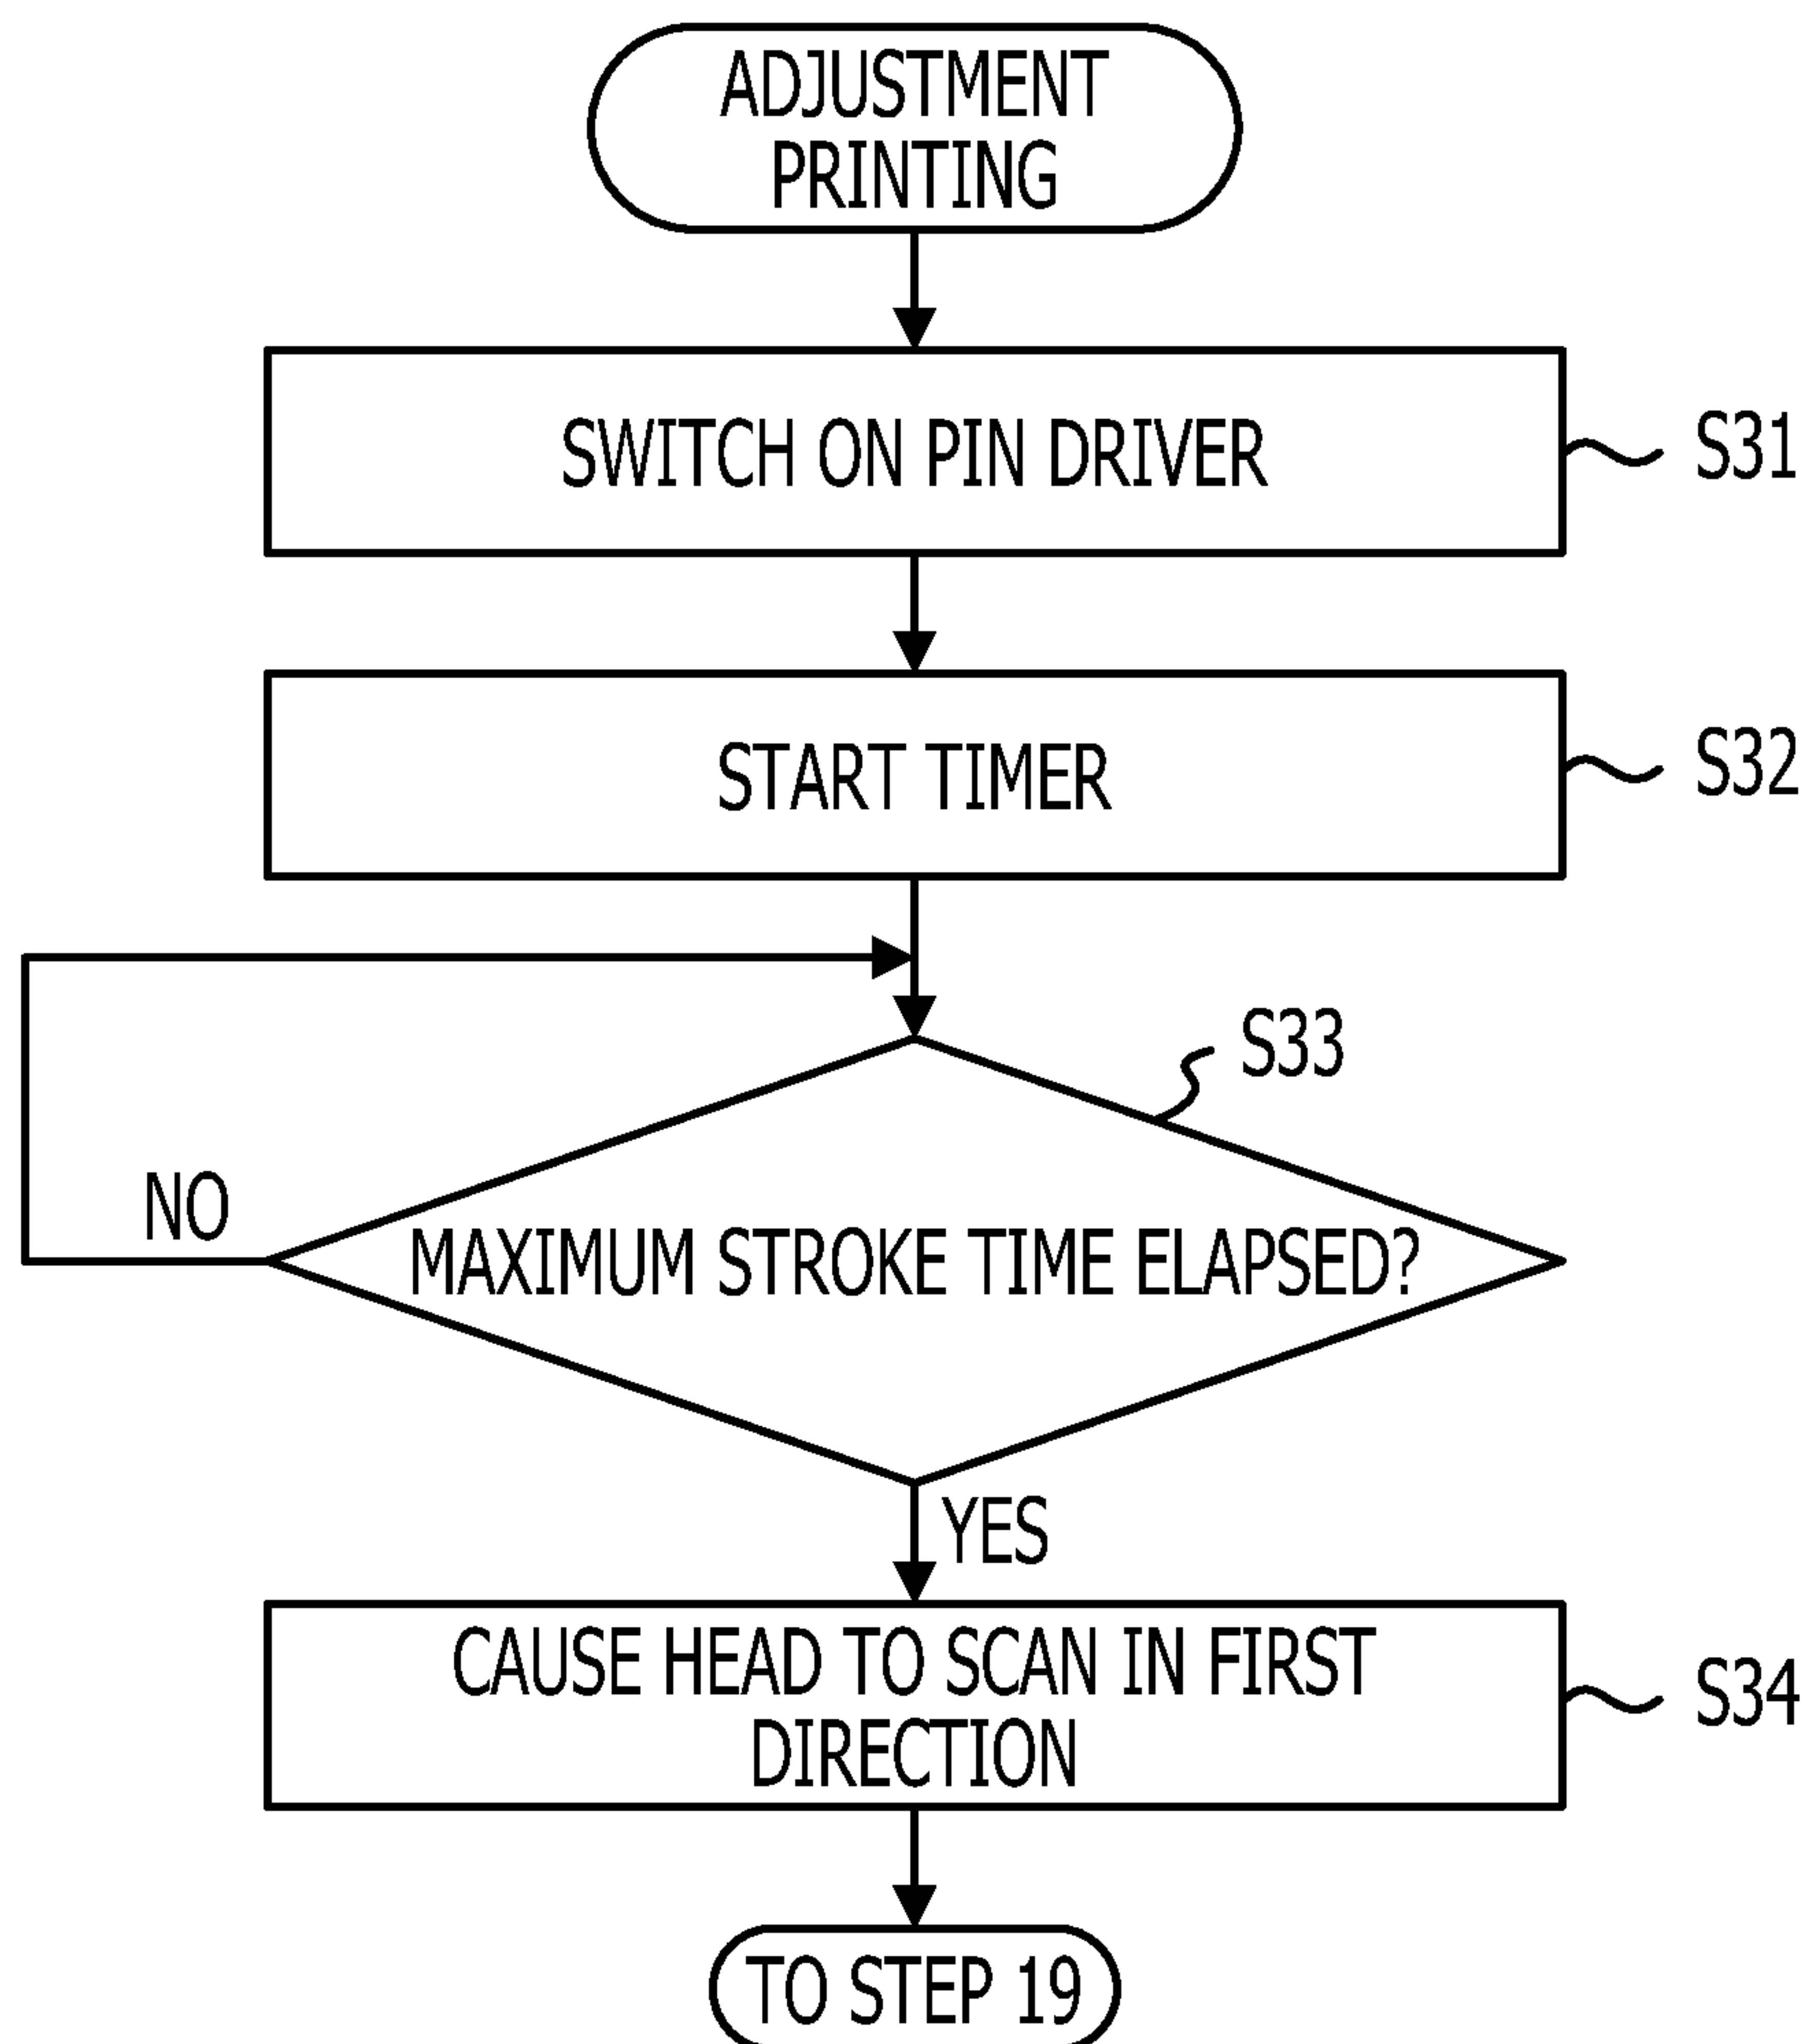 ADJUSTMENT
PRINTING
SWITCH ON PIN DRIVER
S31
START TIMER
S32
S33
NO
MAXIMUM STROKE TIME ELAPSED?
YES
CAUSE HEAD TO SCAN IN FIRST
DIRECTION
S34
TO STEP 19